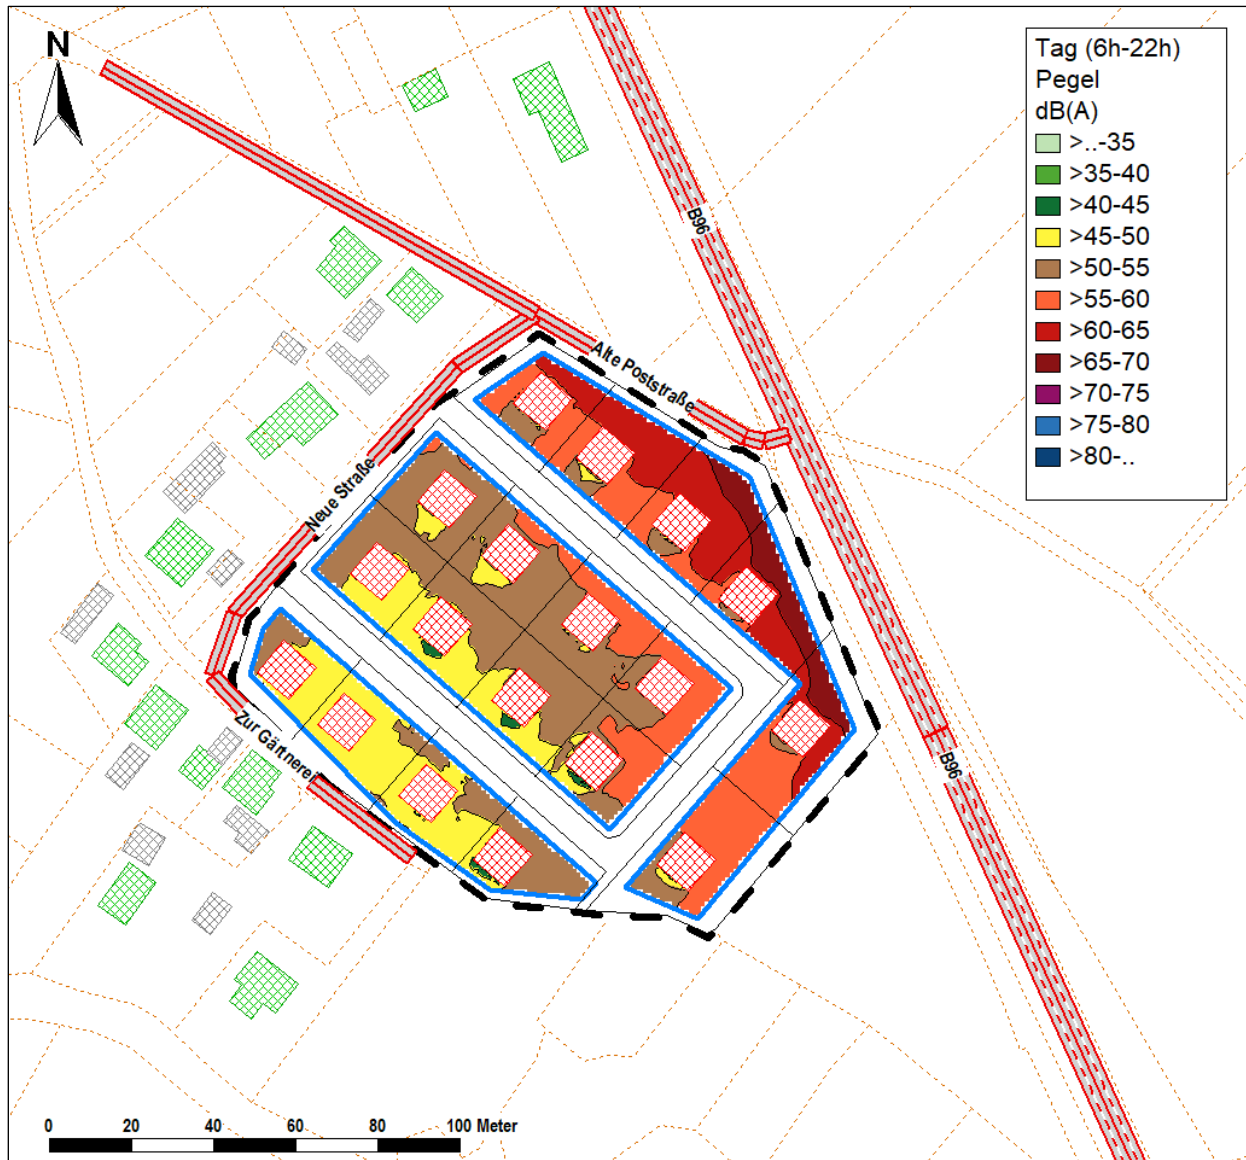 N
Tag (6h-22h)
Pegel
dB(A)
>..-35
>35-40
>40-45
>45-50
>50-55
>55-60
>60-65
>65-70
>70-75
>75-80
>80-..
B96
Alte Poststraße
Neue Straße
Zur Gärtnerei
B96
0 20 40 60 80 100 Meter